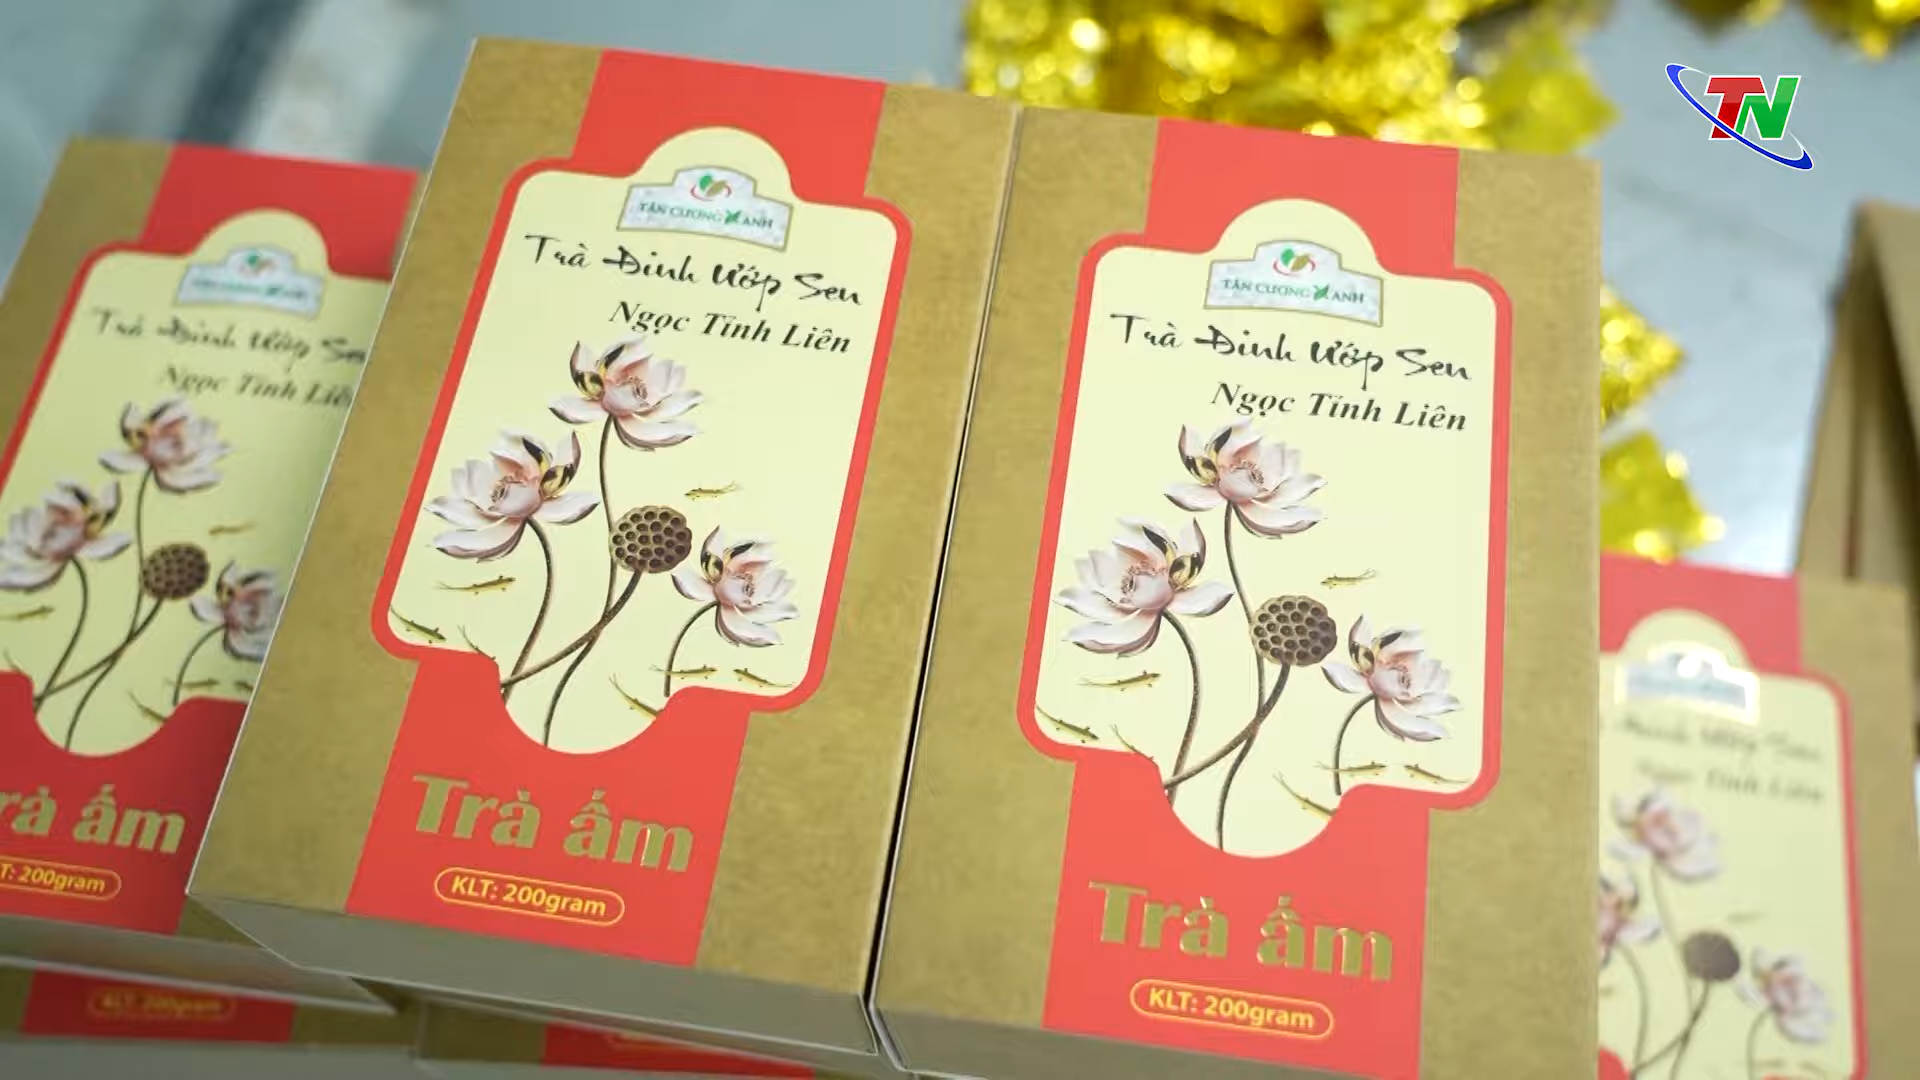 TN
TÂN CƯƠNG XANH
Trà Đinh Ướp Sen
Ngọc Tỉnh Liên
Trà ấm
KLT: 200gram
TÂN CƯƠNG XANH
Trà Đinh Ướp Sen
Ngọc Tỉnh Liên
Trà ấm
KLT: 200gram
Trà Đinh Ướp Sen
Ngọc Tỉnh Liên
rà ấm
T: 200gram
KLT: 200gram